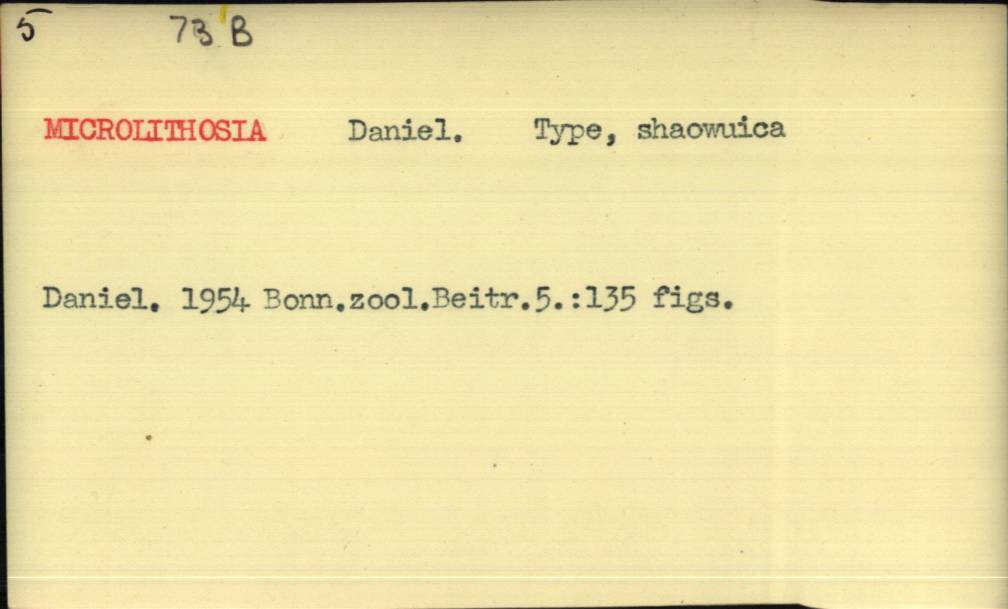 5 73 B
MICROLITHOSIA Daniel. Type, shaowuica
Daniel. 1954 Bonn.zool.Beitr.5.:135 figs.